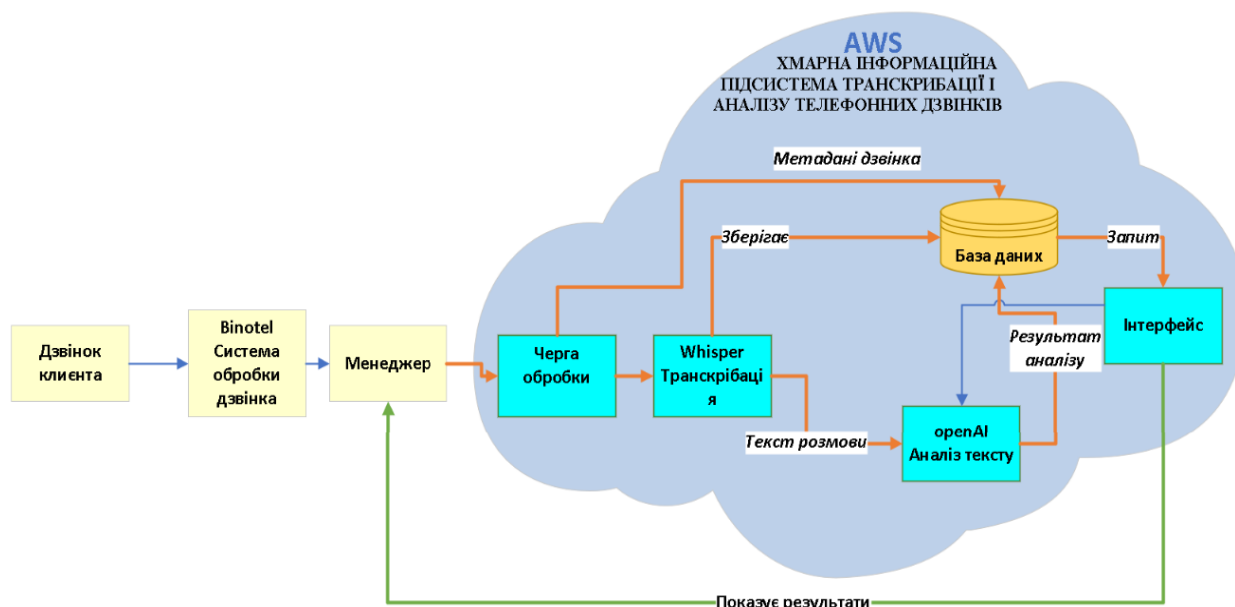 AWS
ХМАРНА ІНФОРМАЦІЙНА
ПІДСИСТЕМА ТРАНСКРИБАЦІЇ І
АНАЛІЗУ ТЕЛЕФОННИХ ДЗВІНКІВ
Метадані дзвінка
Зберігає
База даних
Запит
Дзвінок
клієнта
Binotel
Система
обробки
дзвінка
Менеджер
Черга
обробки
Whisper
Транскрібаці
я
Текст розмови
openAI
Аналіз тексту
Результат
аналізу
Інтерфейс
Показує результати